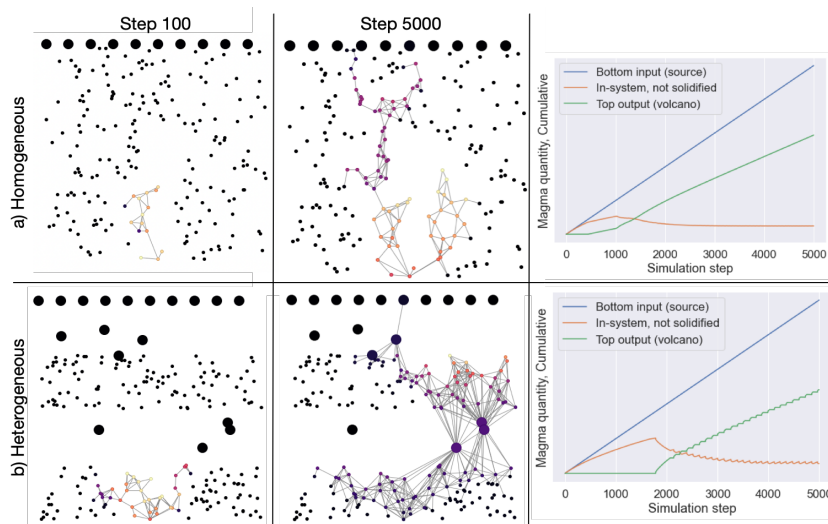 Step 100
Step 5000
a) Homogeneous
Magma quantity, Cumulative
Bottom input (source)
In-system, not solidified
Top output (volcano)
0
1000
2000
3000
4000
5000
Simulation step
b) Heterogeneous
Magma quantity, Cumulative
Bottom input (source)
In-system, not solidified
Top output (volcano)
0
1000
2000
3000
4000
5000
Simulation step